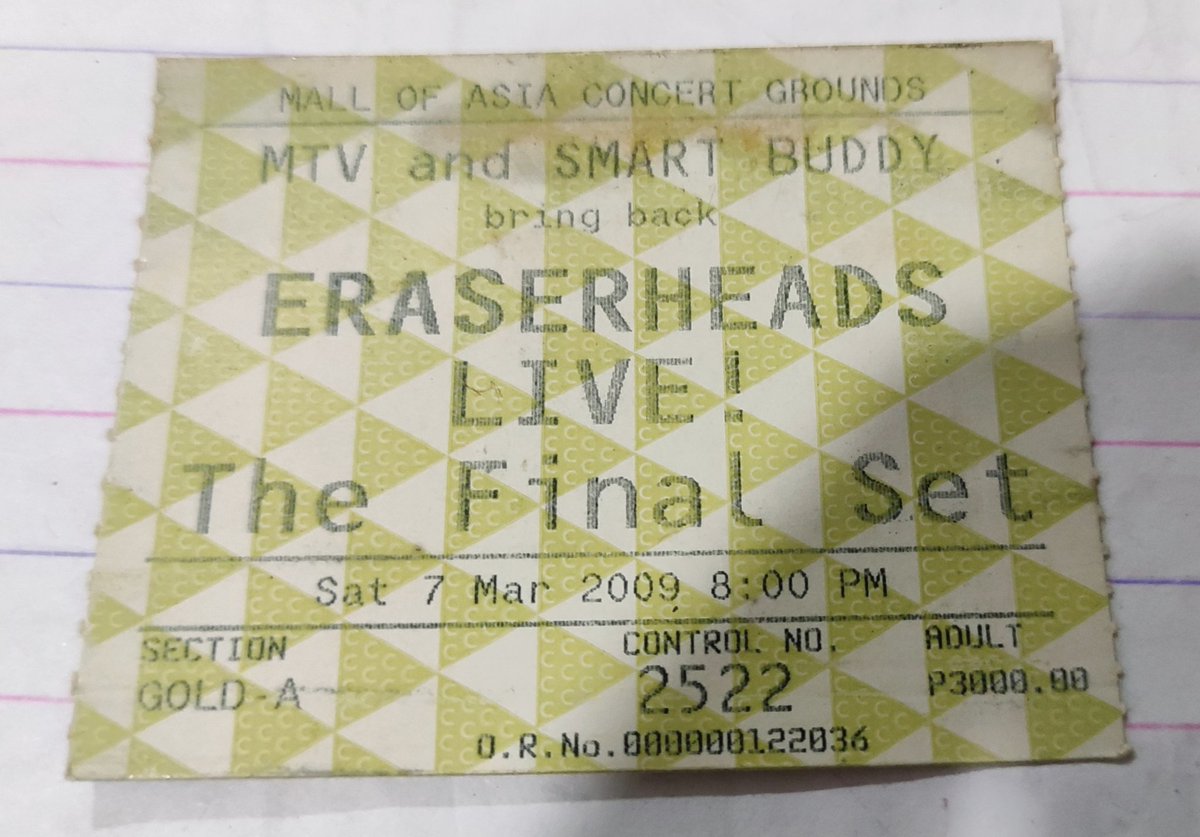 MALL OF ASIA CONCERT GROUNDS
MTV and SMART BUDDY
bring back
ERASERHEADS
LIVE!
The Final Set
Sat 7 Mar 2009 8:00 PM
SECTION CONTROL NO. ADULT
GOLD-A 2522 P3000.00
O.R.No.000000122036